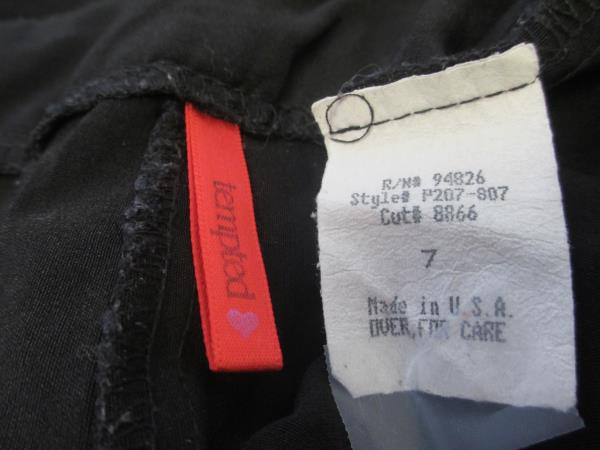 tempted
R/N# 94826
Style# P207-807
Cut# 8866
7
Made in U.S.A.
OVER,FOR CARE